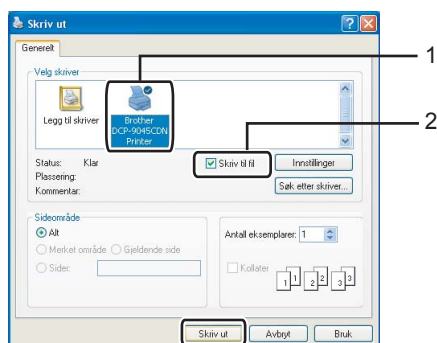 Skriv ut
Generelt
Velg skriver
Legg til skriver
Brother
DCP-9045CDN
Printer
1
2
Status: Klar
Plassering:
Kommentar:
Skriv til fil
Innstillinger
Søk etter skriver...
Sideområde
Alt
Merket område Gjeldende side
Sider:
Antall eksemplarer: 1
Kollater
1 1 2 2 3 3
Skriv ut Avbryt Bruk